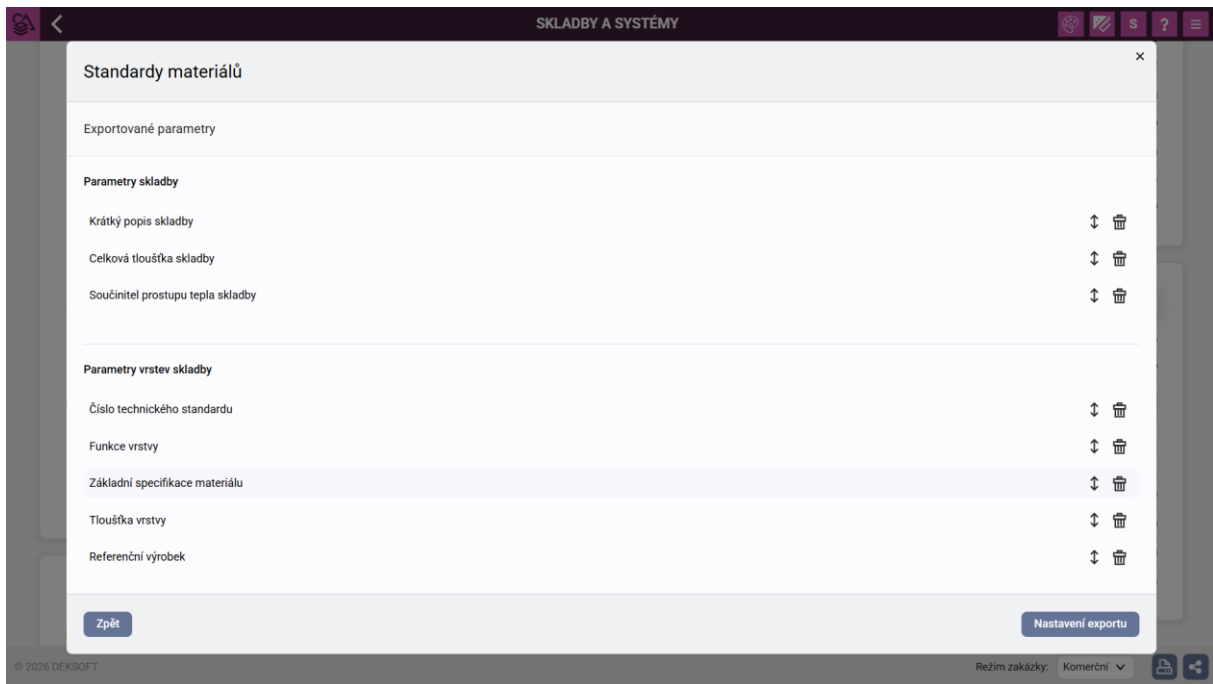 SKLADBY A SYSTÉMY
S ?
Standardy materiálů
Exportované parametry
Parametry skladby
Krátký popis skladby
Celková tloušťka skladby
Součinitel prostupu tepla skladby
Parametry vrstev skladby
Číslo technického standardu
Funkce vrstvy
Základní specifikace materiálu
Tloušťka vrstvy
Referenční výrobek
Zpět
Nastavení exportu
© 2026 DEKSOFT
Režim zakázky: Komerční